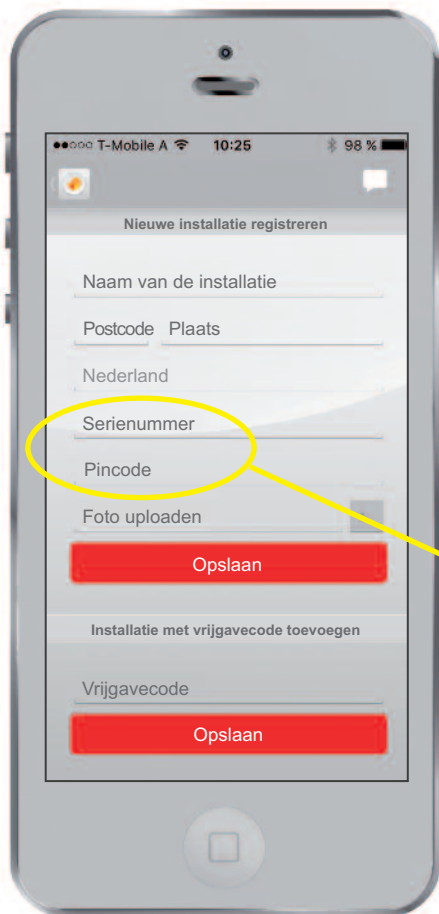 T-Mobile A 10:25 98 %
Nieuwe installatie registreren
Naam van de installatie
Postcode Plaats
Nederland
Serienummer
Pincode
Foto uploaden
Opslaan
Installatie met vrijgavecode toevoegen
Vrijgavecode
Opslaan